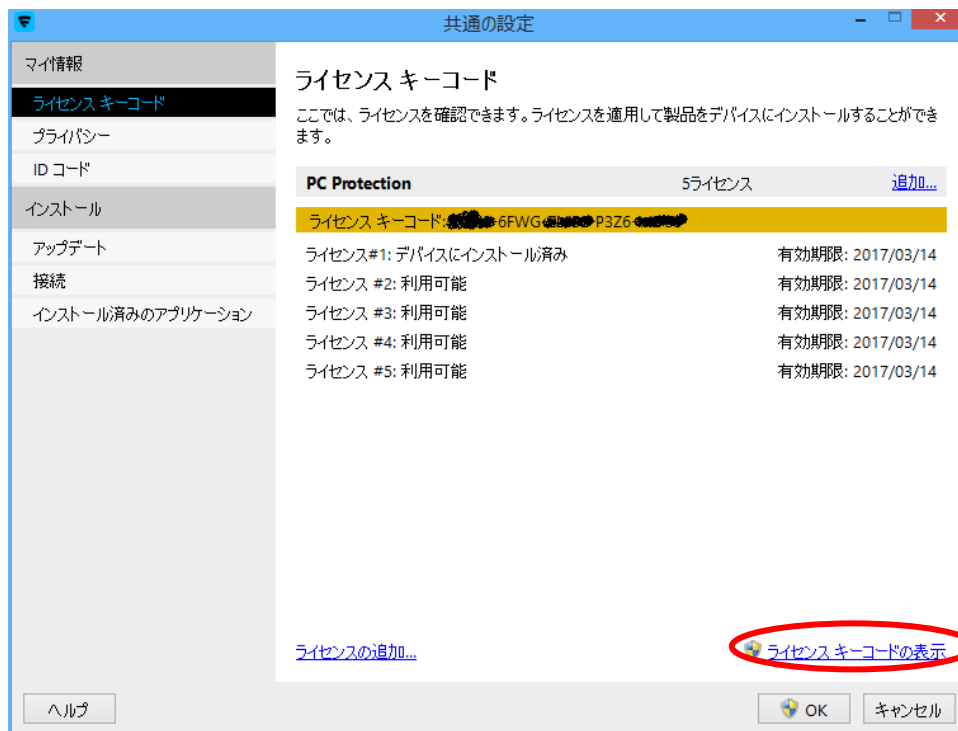 共通の設定
マイ情報
ライセンス キーコード
プライバシー
ID コード
インストール
アップデート
接続
インストール済みのアプリケーション
ライセンス キーコード
ここでは、ライセンスを確認できます。ライセンスを適用して製品をデバイスにインストールすることができ
ます。
PC Protection 5ライセンス 追加...
ライセンス キーコード: 6FWG P3Z6
ライセンス#1: デバイスにインストール済み 有効期限: 2017/03/14
ライセンス #2: 利用可能 有効期限: 2017/03/14
ライセンス #3: 利用可能 有効期限: 2017/03/14
ライセンス #4: 利用可能 有効期限: 2017/03/14
ライセンス #5: 利用可能 有効期限: 2017/03/14
ライセンスの追加... ライセンス キーコードの表示
ヘルプ OK キャンセル